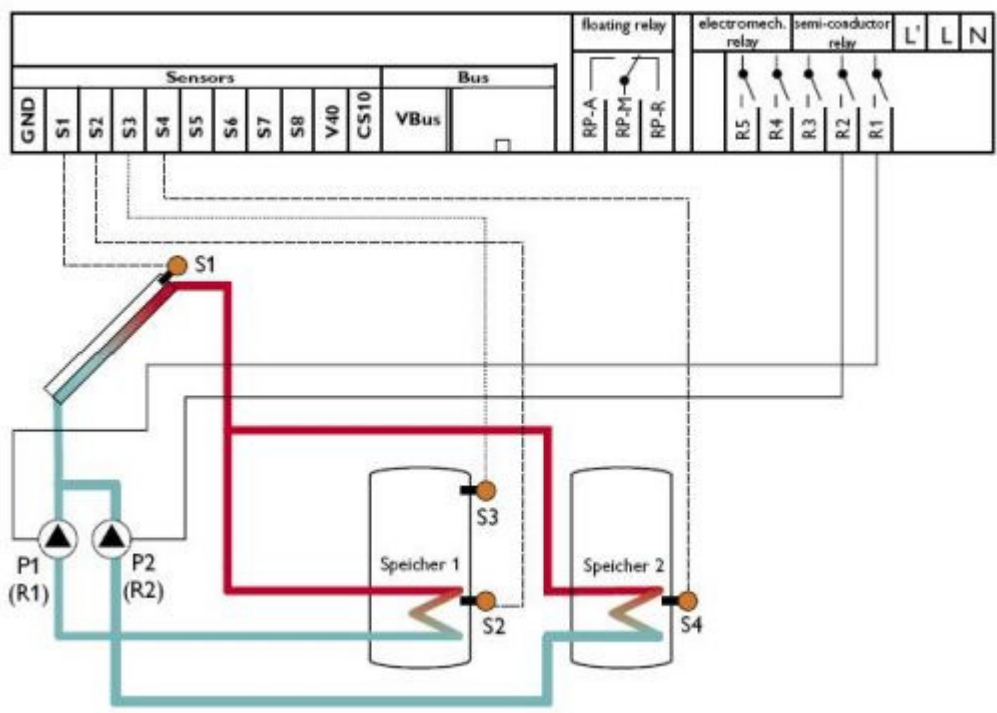 floating relay
electromech. relay
semi-conductor relay
L'
L
N
Sensors
Bus
GND
S1
S2
S3
S4
S5
S6
S7
S8
V40
CS10
VBus
RP-A
RP-M
RP-R
R5
R4
R3
R2
R1
S1
S3
Speicher 1
Speicher 2
P1
(R1)
P2
(R2)
S2
S4